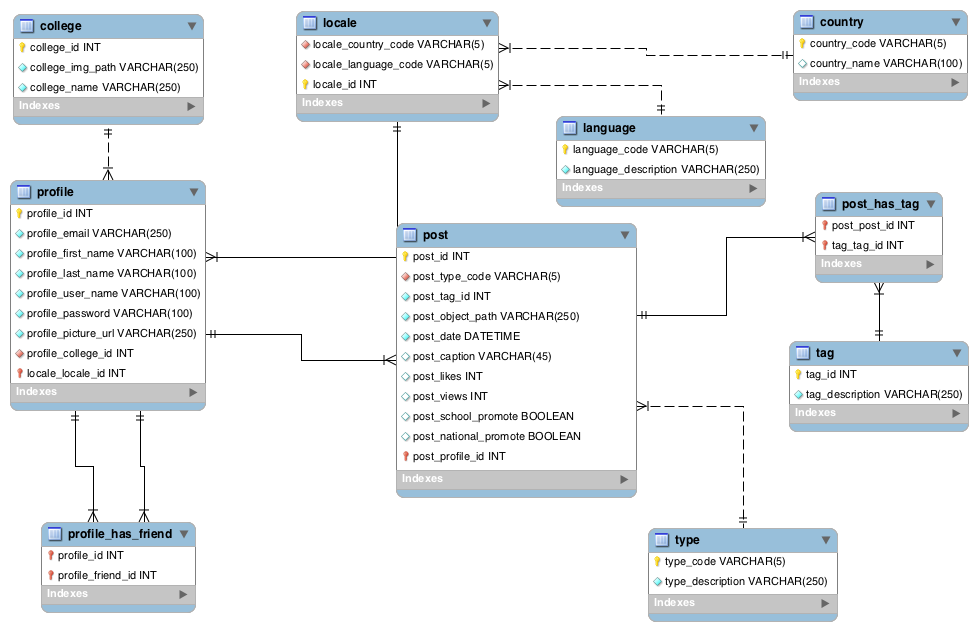 college
college_id INT
college_img_path VARCHAR(250)
college_name VARCHAR(250)
Indexes
locale
locale_country_code VARCHAR(5)
locale_language_code VARCHAR(5)
locale_id INT
Indexes
country
country_code VARCHAR(5)
country_name VARCHAR(100)
Indexes
language
language_code VARCHAR(5)
language_description VARCHAR(250)
Indexes
profile
profile_id INT
profile_email VARCHAR(250)
profile_first_name VARCHAR(100)
profile_last_name VARCHAR(100)
profile_user_name VARCHAR(100)
profile_password VARCHAR(100)
profile_picture_url VARCHAR(250)
profile_college_id INT
locale_locale_id INT
Indexes
post
post_id INT
post_type_code VARCHAR(5)
post_tag_id INT
post_object_path VARCHAR(250)
post_date DATETIME
post_caption VARCHAR(45)
post_likes INT
post_views INT
post_school_promote BOOLEAN
post_national_promote BOOLEAN
post_profile_id INT
Indexes
post_has_tag
post_post_id INT
tag_tag_id INT
Indexes
tag
tag_id INT
tag_description VARCHAR(250)
Indexes
profile_has_friend
profile_id INT
profile_friend_id INT
Indexes
type
type_code VARCHAR(5)
type_description VARCHAR(250)
Indexes